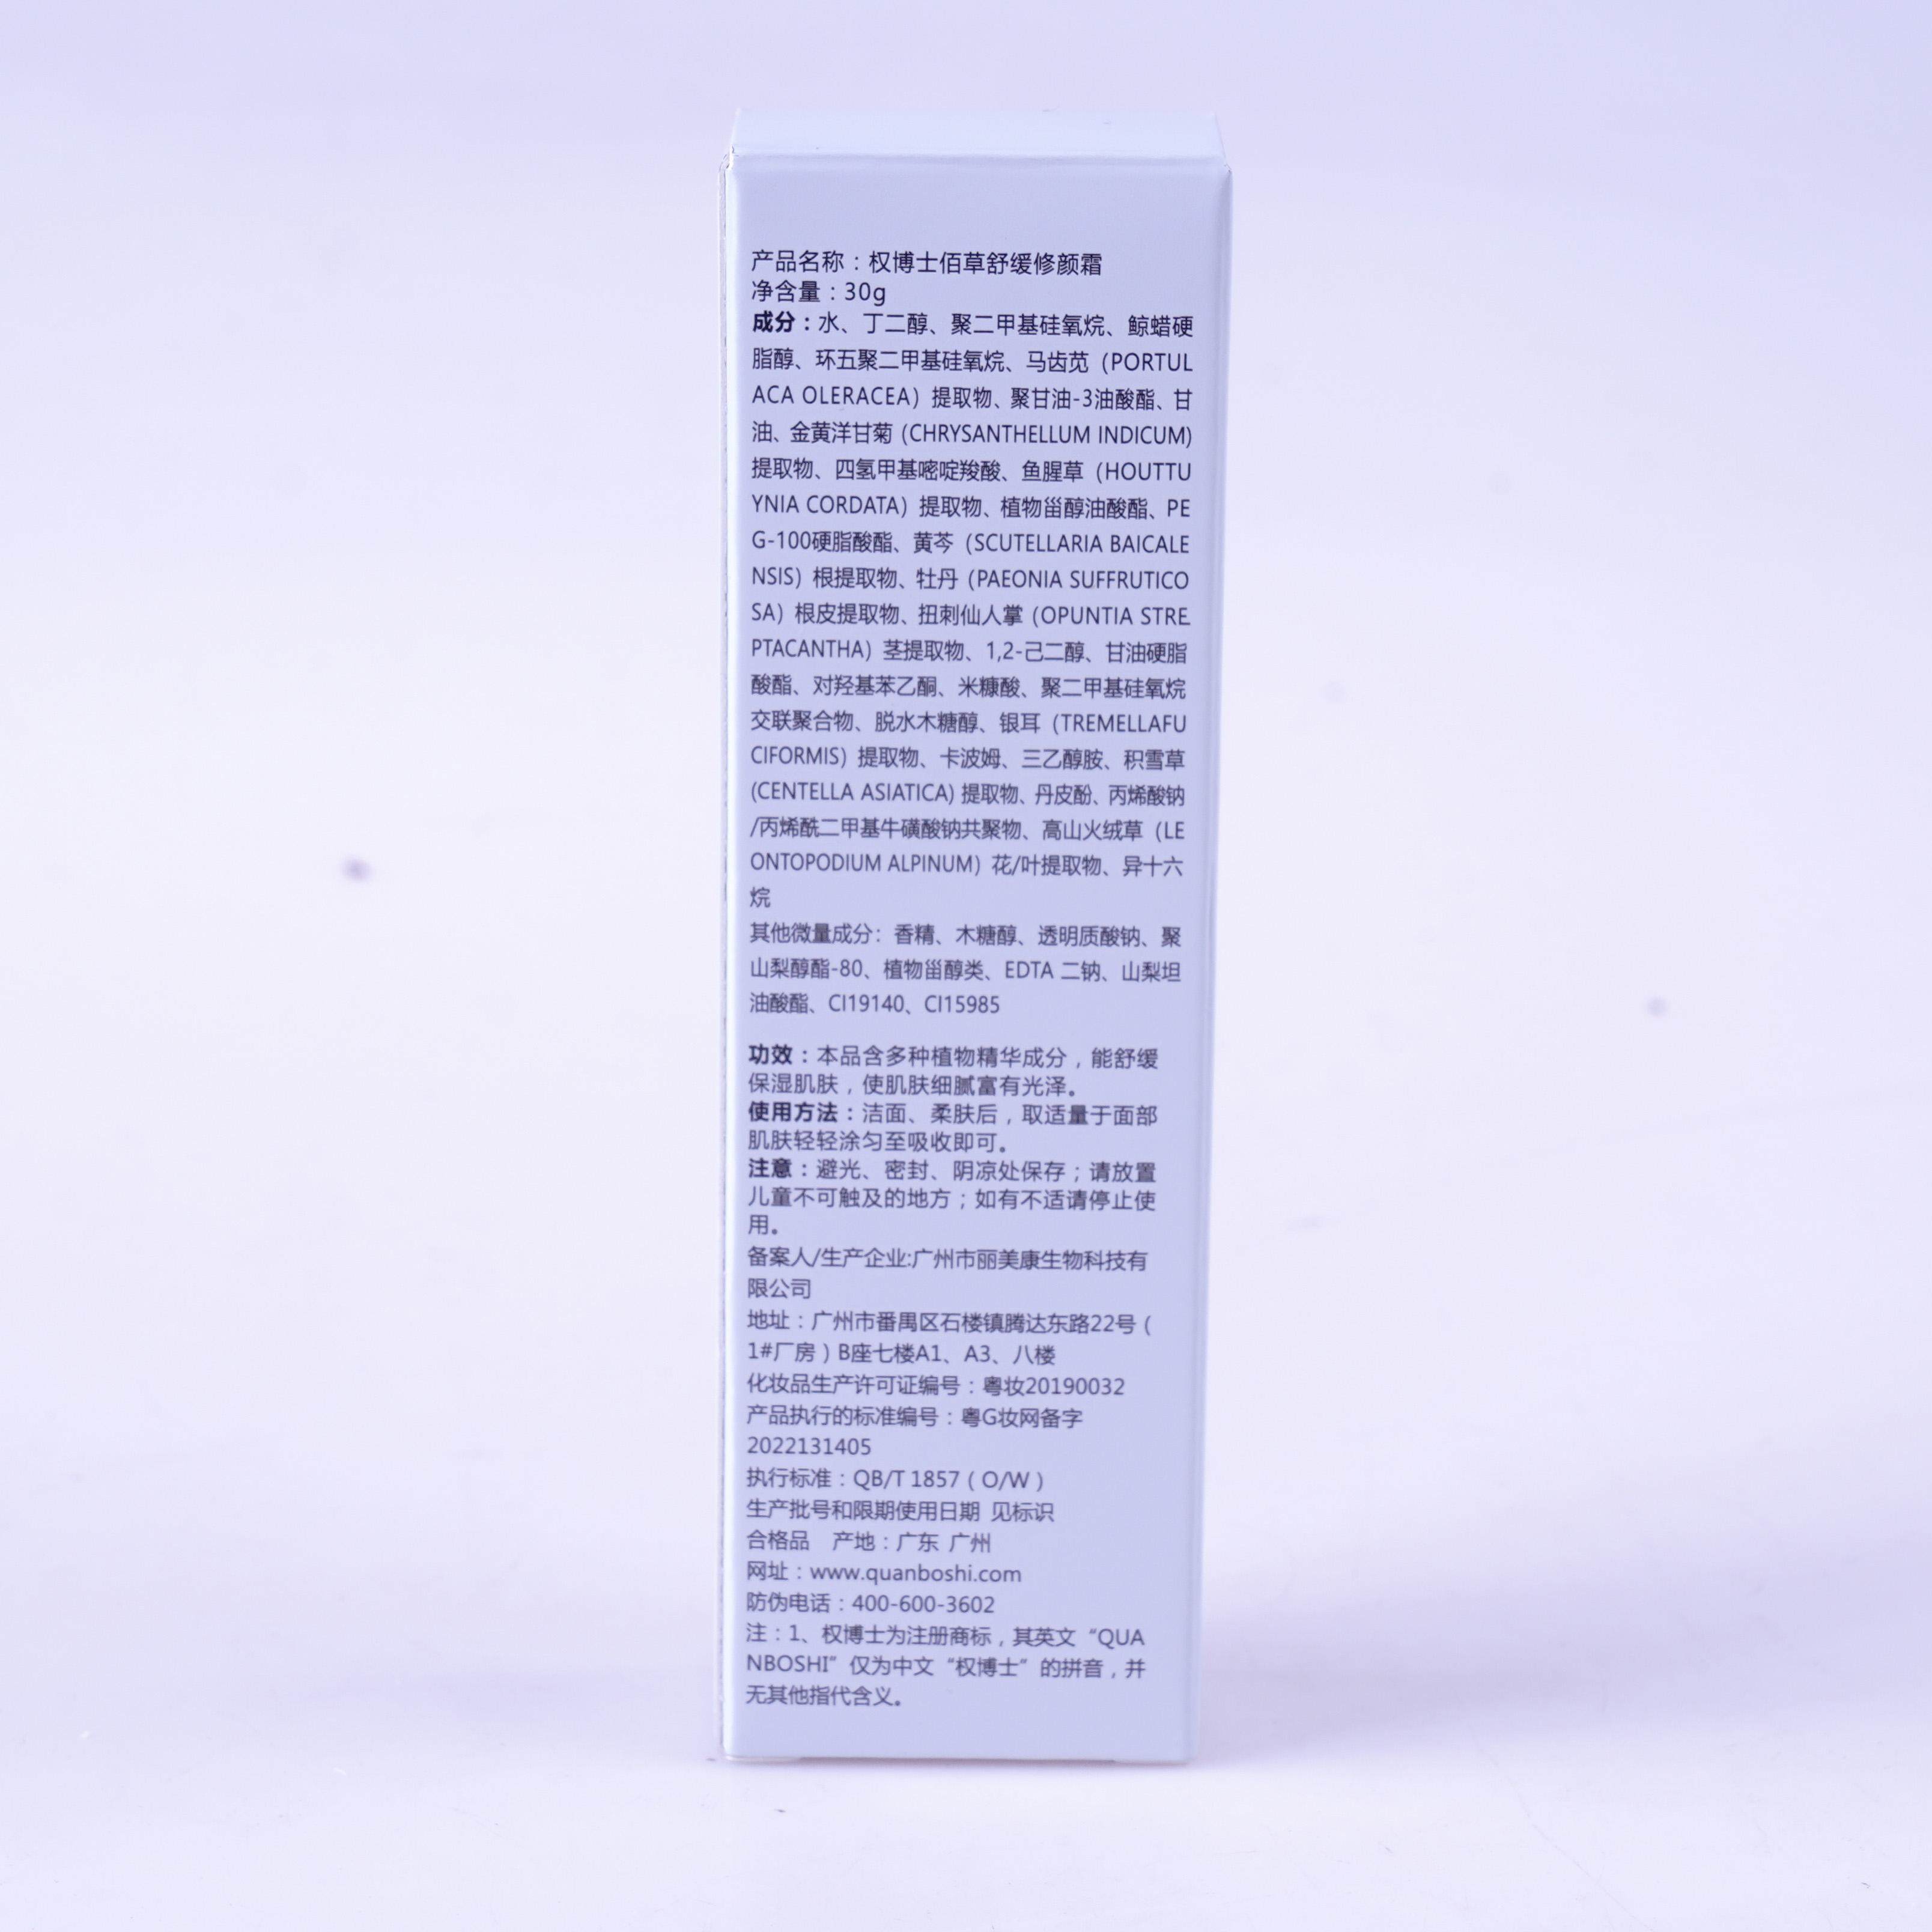 产品名称：权博士佰草舒缓修颜霜
净含量：30g
成分：水、丁二醇、聚二甲基硅氧烷、鲸蜡硬
脂醇、环五聚二甲基硅氧烷、马齿苋（PORTUL
ACA OLERACEA）提取物、聚甘油-3油酸酯、甘
油、金黄洋甘菊 (CHRYSANTHELLUM INDICUM)
提取物、四氢甲基嘧啶羧酸、鱼腥草（HOUTTU
YNIA CORDATA）提取物、植物甾醇油酸酯、PE
G-100硬脂酸酯、黄芩（SCUTELLARIA BAICALE
NSIS）根提取物、牡丹（PAEONIA SUFFRUTICO
SA）根皮提取物、扭刺仙人掌（OPUNTIA STRE
PTACANTHA）茎提取物、1,2-己二醇、甘油硬脂
酸酯、对羟基苯乙酮、米糠酸、聚二甲基硅氧烷
交联聚合物、脱水木糖醇、银耳（TREMELLAFU
CIFORMIS）提取物、卡波姆、三乙醇胺、积雪草
(CENTELLA ASIATICA) 提取物、丹皮酚、丙烯酸钠
/丙烯酰二甲基牛磺酸钠共聚物、高山火绒草（LE
ONTOPODIUM ALPINUM）花/叶提取物、异十六
烷
其他微量成分：香精、木糖醇、透明质酸钠、聚
山梨醇酯-80、植物甾醇类、EDTA 二钠、山梨坦
油酸酯、CI19140、CI15985
功效：本品含多种植物精华成分，能舒缓
保湿肌肤，使肌肤细腻富有光泽。
使用方法：洁面、柔肤后，取适量于面部
肌肤轻轻涂匀至吸收即可。
注意：避光、密封、阴凉处保存；请放置
儿童不可触及的地方；如有不适请停止使
用。
备案人/生产企业:广州市丽美康生物科技有
限公司
地址：广州市番禺区石楼镇腾达东路22号（
1#厂房）B座七楼A1、A3、八楼
化妆品生产许可证编号：粤妆20190032
产品执行的标准编号：粤G妆网备字
2022131405
执行标准：QB/T 1857（O/W）
生产批号和限期使用日期 见标识
合格品 产地：广东 广州
网址：www.quanboshi.com
防伪电话：400-600-3602
注：1、权博士为注册商标，其英文“QUA
NBOSHI”仅为中文“权博士”的拼音，并
无其他指代含义。